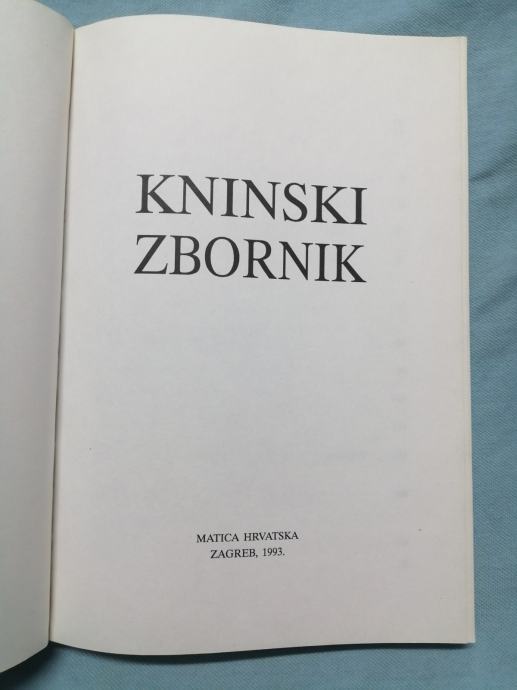 KNINSKI
ZBORNIK
MATICA HRVATSKA
ZAGREB, 1993.